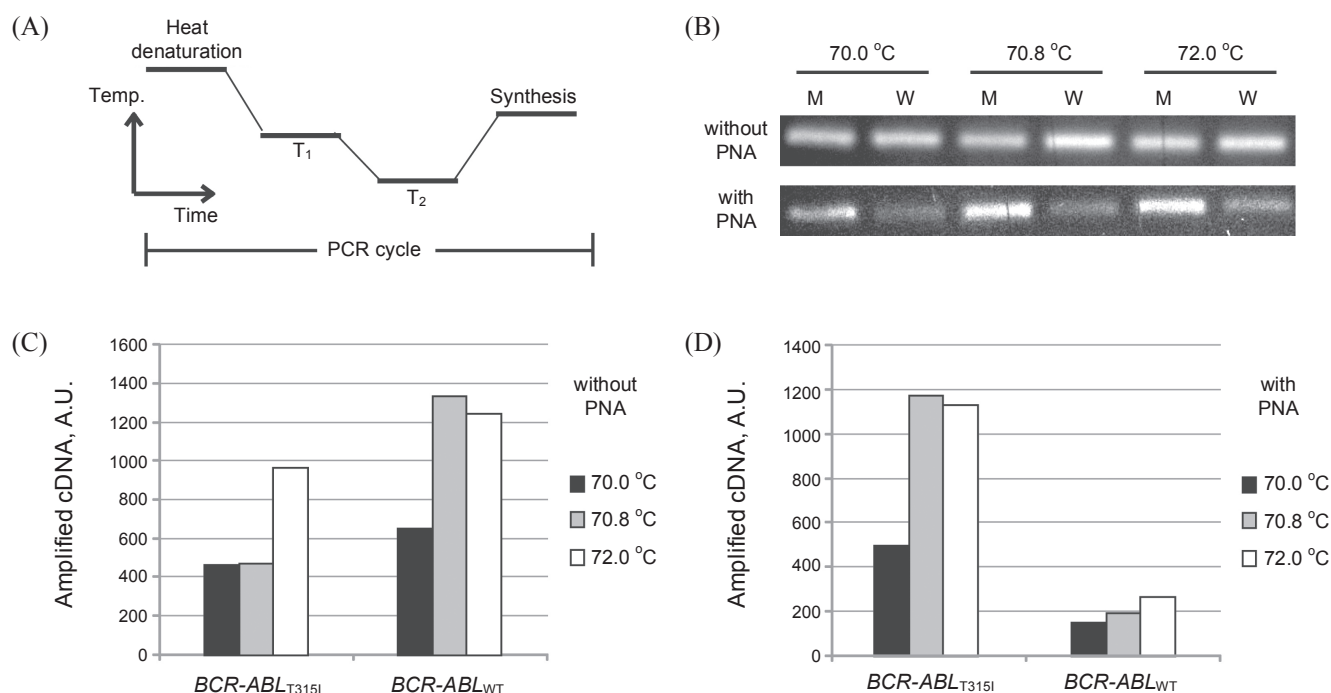 (A)
Heat
denaturation
Temp.
Synthesis
T1
T2
Time
PCR cycle
(B)
70.0 °C
70.8 °C
72.0 °C
M W M W M W
without
PNA
with
PNA
(C)
Amplified cDNA, A.U.
1600
1400
1200
1000
800
600
400
200
0
BCR-ABLT315I
BCR-ABLWT
without
PNA
70.0 °C
70.8 °C
72.0 °C
(D)
Amplified cDNA, A.U.
1400
1200
1000
800
600
400
200
0
BCR-ABLT315I
BCR-ABLWT
with
PNA
70.0 °C
70.8 °C
72.0 °C